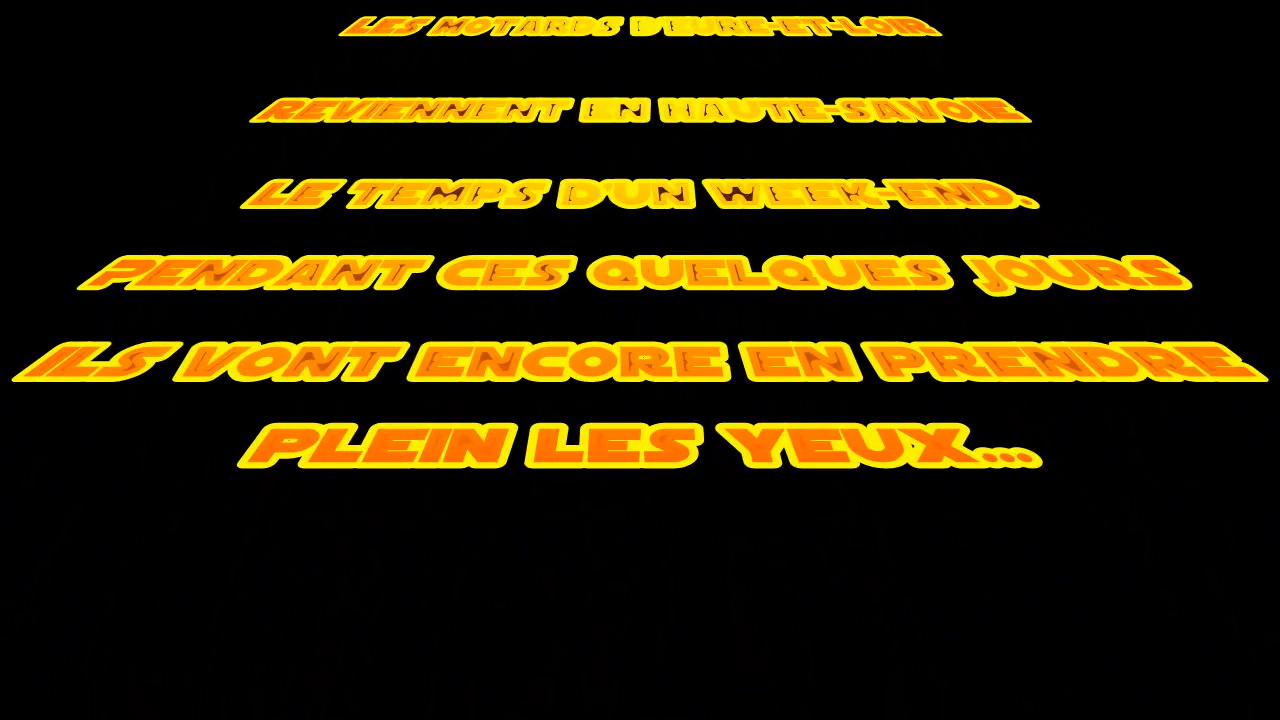 LES MOTARDS D'EURE-ET-LOIR
REVIENNENT EN HAUTE-SAVOIE
LE TEMPS D'UN WEEK-END.
PENDANT CES QUELQUES JOURS
ILS VONT ENCORE EN PRENDRE
PLEIN LES YEUX...